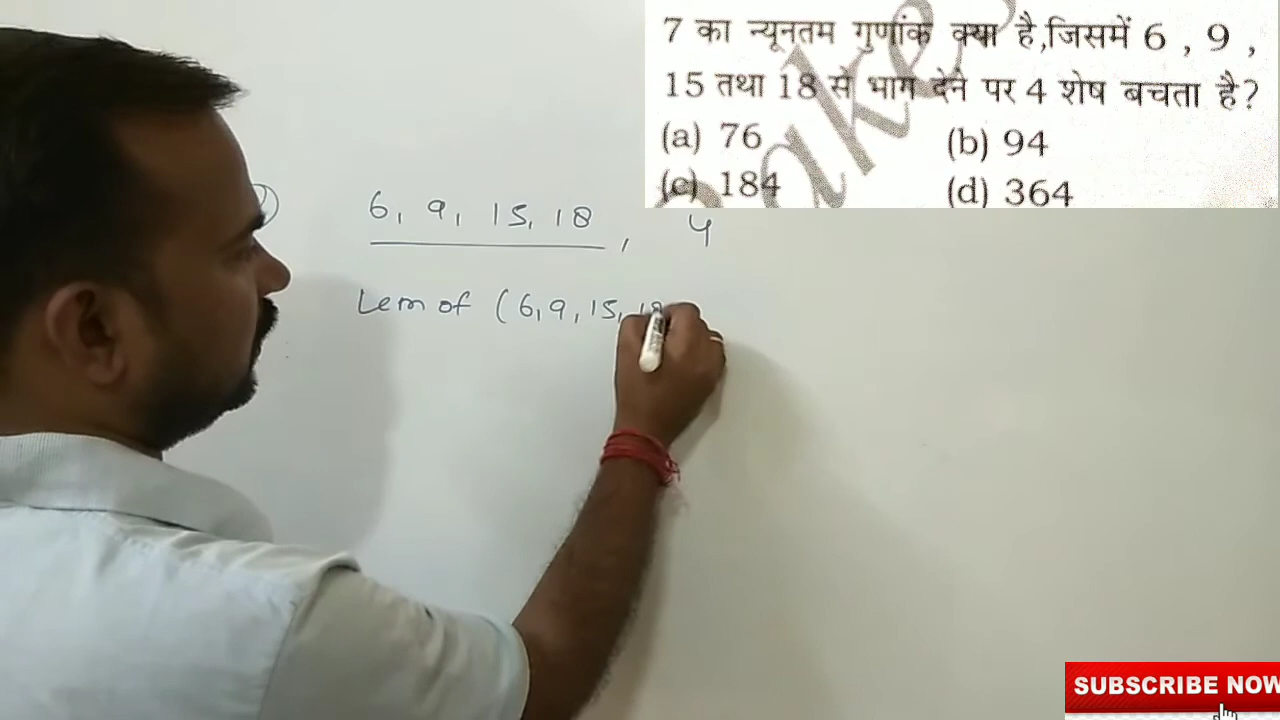 7 का न्यूनतम गुणांक क्या है,जिसमें 6 , 9 ,
15 तथा 18 से भाग देने पर 4 शेष बचता है?
(a) 76 (b) 94
(c) 184 (d) 364
6, 9, 15, 18 , 4
Lcm of (6, 9, 15, 18
SUBSCRIBE NOW